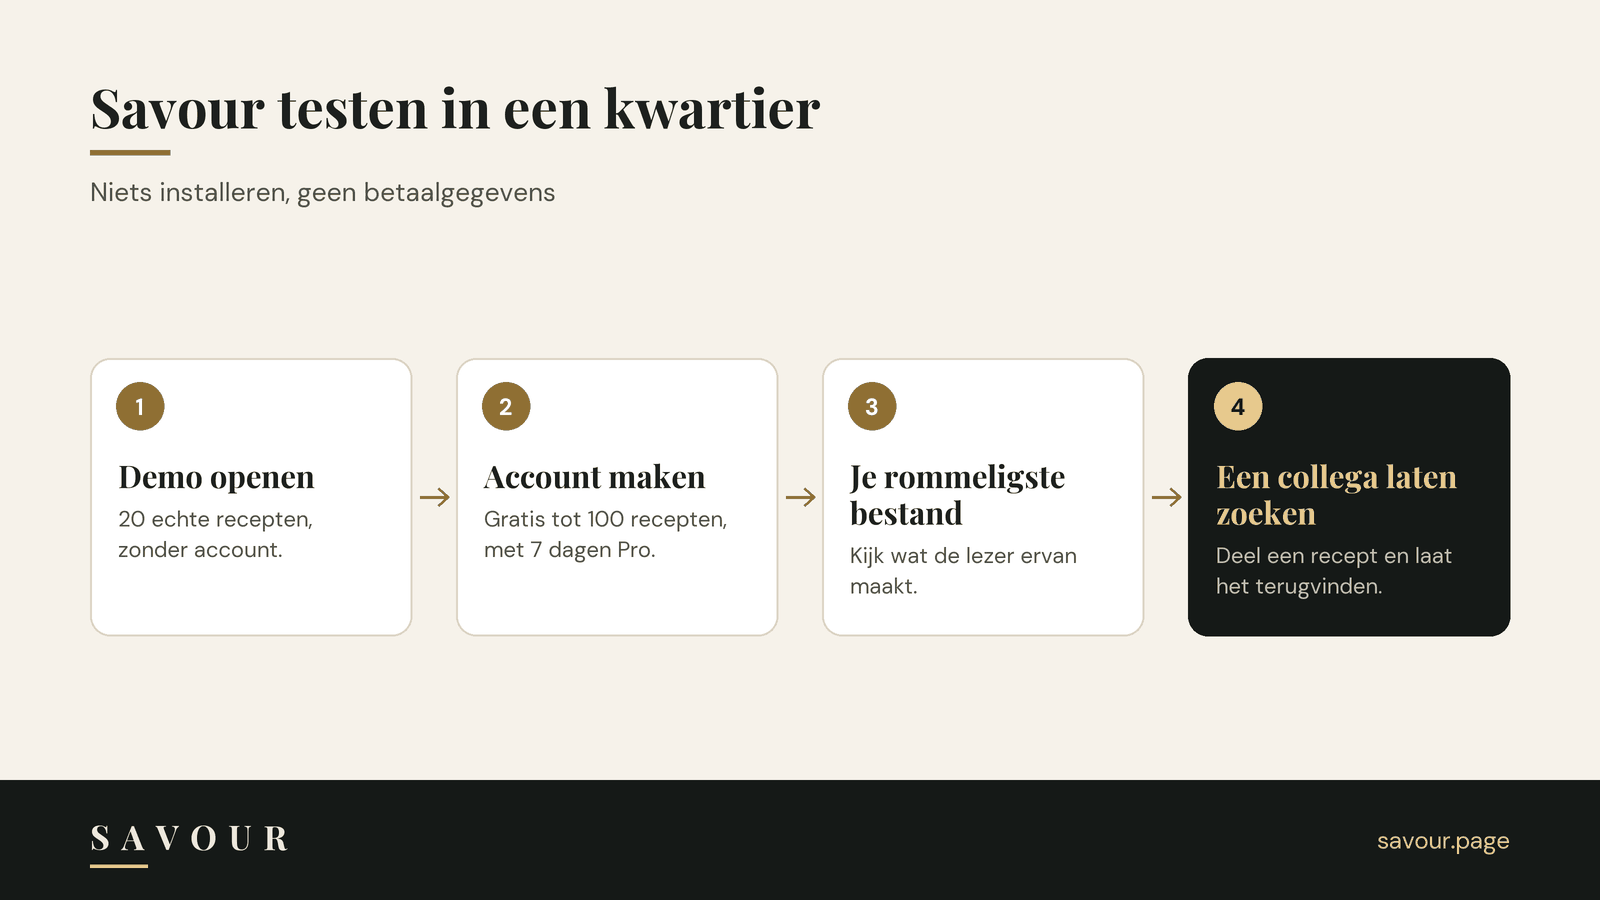 Savour testen in een kwartier
Niets installeren, geen betaalgegevens
1
Demo openen
20 echte recepten,
zonder account.
2
Account maken
Gratis tot 100 recepten,
met 7 dagen Pro.
3
Je rommeligste
bestand
Kijk wat de lezer ervan
maakt.
4
Een collega laten
zoeken
Deel een recept en laat
het terugvinden.
SAVOUR
savour.page